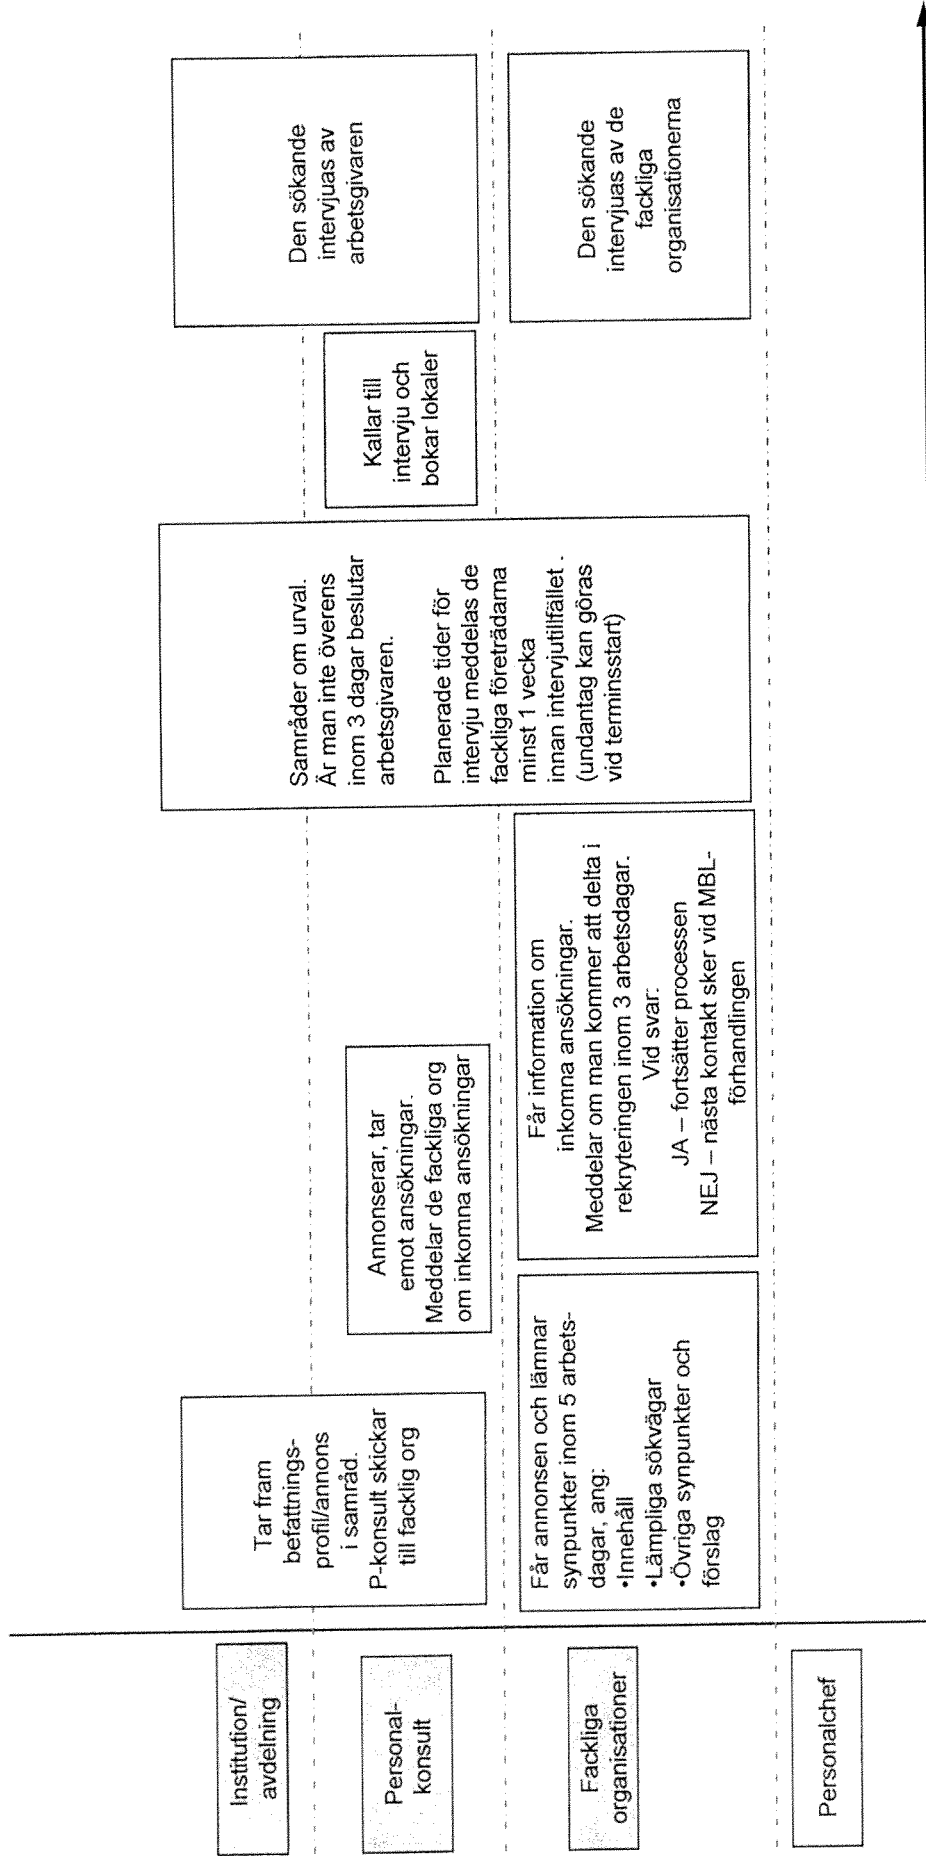 Institution/
avdelning
Personal-
konsult
Fackliga
organisationer
Personalchef
Tar fram
befattnings-
profil/annons
i samråd.
P-konsult skickar
till facklig org
Får annonsen och lämnar
synpunkter inom 5 arbets-
dagar, ang:
•Innehåll
•Lämpliga sökvägar
•Övriga synpunkter och
förslag
Annonserar, tar
emot ansökningar.
Meddelar de fackliga org
om inkomna ansökningar
Får information om
inkomna ansökningar.
Meddelar om man kommer att delta i
rekryteringen inom 3 arbetsdagar.
Vid svar:
JA – fortsätter processen
NEJ – nästa kontakt sker vid MBL-
förhandlingen
Samråder om urval.
Är man inte överens
inom 3 dagar beslutar
arbetsgivaren.
Planerade tider för
intervju meddelas de
fackliga företrädarna
minst 1 vecka
innan intervjutillfället .
(undantag kan göras
vid terminsstart)
Kallar till
intervju och
bokar lokaler
Den sökande
intervjuas av
arbetsgivaren
Den sökande
intervjuas av de
fackliga
organisationerna